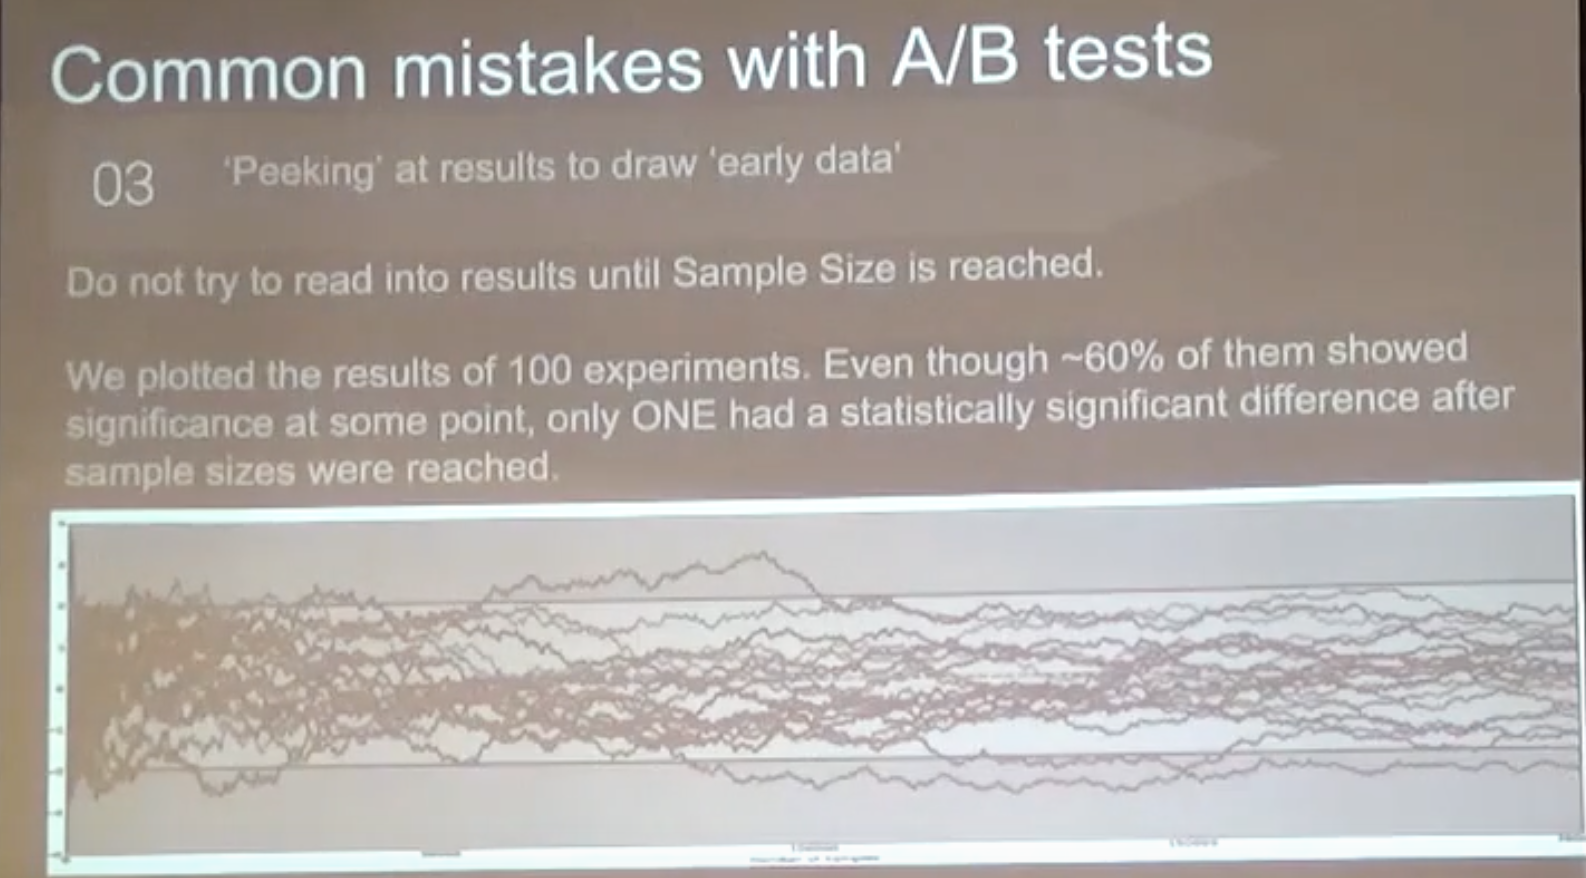 Common mistakes with A/B tests
03
'Peeking' at results to draw 'early data'
Do not try to read into results until Sample Size is reached.
We plotted the results of 100 experiments. Even though ~60% of them showed
significance at some point, only ONE had a statistically significant difference after
sample sizes were reached.